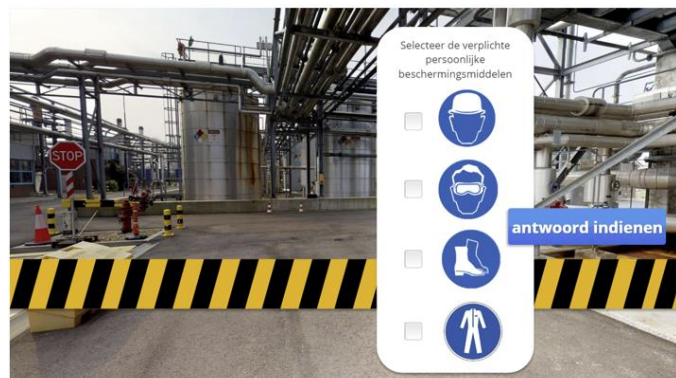 Selecteer de verplichte
persoonlijke
beschermingsmiddelen
STOP
antwoord indienen